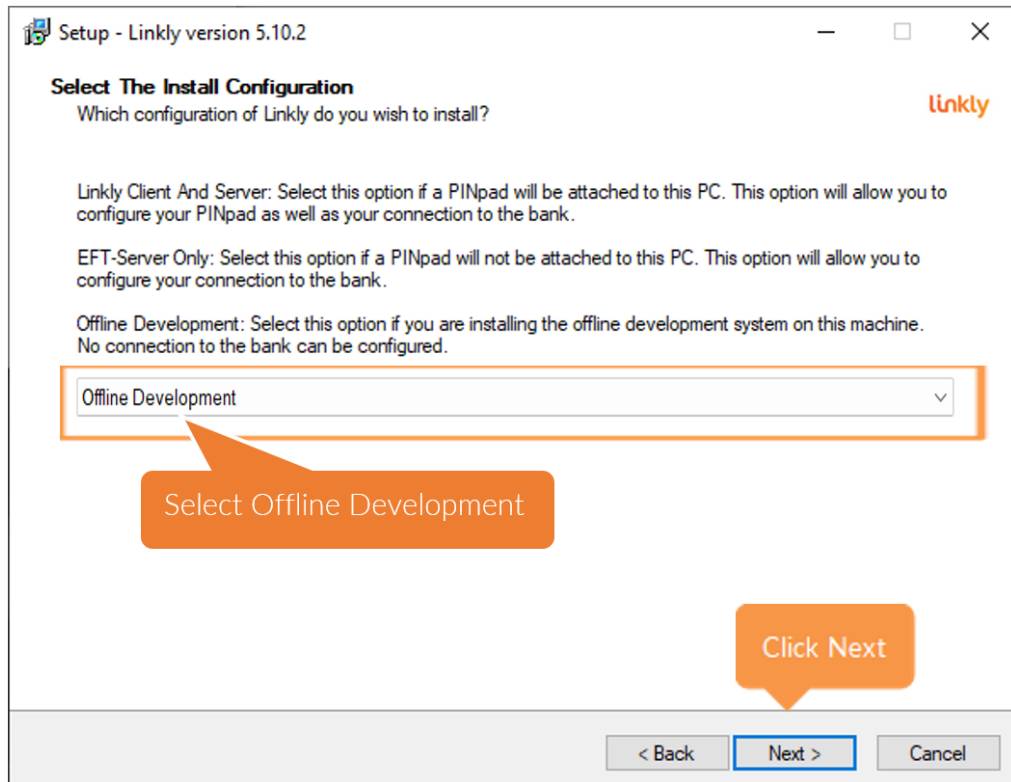 Setup - Linkly version 5.10.2
Select The Install Configuration
Which configuration of Linkly do you wish to install?
linkly
Linkly Client And Server: Select this option if a PINpad will be attached to this PC. This option will allow you to
configure your PINpad as well as your connection to the bank.
EFT-Server Only: Select this option if a PINpad will not be attached to this PC. This option will allow you to
configure your connection to the bank.
Offline Development: Select this option if you are installing the offline development system on this machine.
No connection to the bank can be configured.
Offline Development
Select Offline Development
Click Next
< Back Next > Cancel